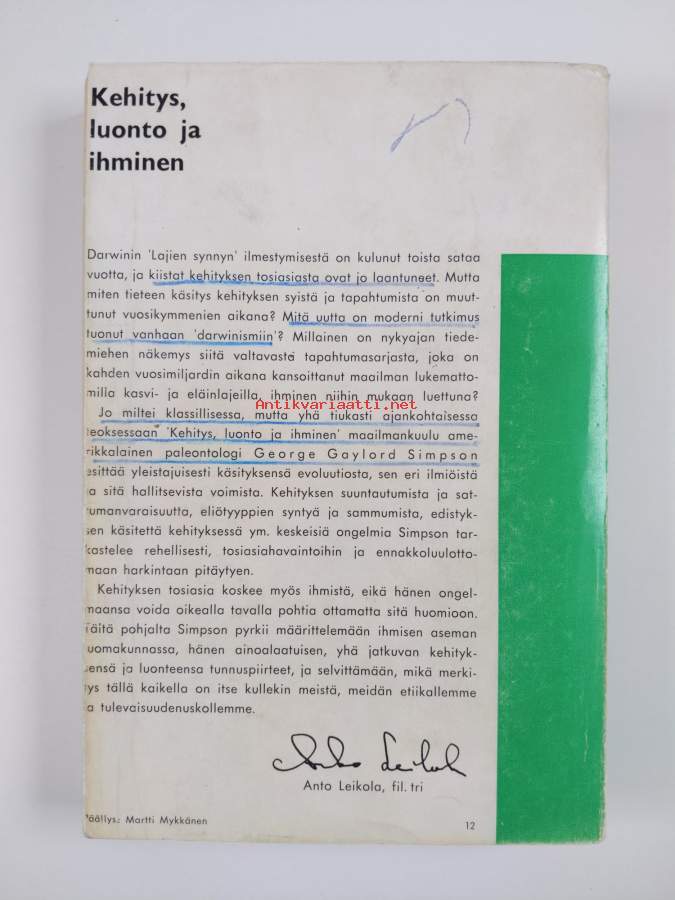 Kehitys,
luonto ja
ihminen
Darwinin 'Lajien synnyn' ilmestymisestä on kulunut toista sataa
vuotta, ja kiistat kehityksen tosiasiasta ovat jo laantuneet. Mutta
miten tieteen käsitys kehityksen syistä ja tapahtumista on muut-
tunut vuosikymmenien aikana? Mitä uutta on moderni tutkimus
tuonut vanhaan 'darwinismiin'? Millainen on nykyajan tiede-
miehen näkemys siitä valtavasta tapahtumasarjasta, joka on
kahden vuosimiljardin aikana kansoittanut maailman lukematto-
milla kasvi- ja eläinlajeilla, ihminen niihin mukaan luettuna?
Antikvariaatti.net
Jo miltei klassillisessa, mutta yhä tiukasti ajankohtaisessa
teoksessaan 'Kehitys, luonto ja ihminen' maailmankuulu ame-
rikkalainen paleontologi George Gaylord Simpson
esittää yleistajuisesti käsityksensä evoluutiosta, sen eri ilmiöistä
ja sitä hallitsevista voimista. Kehityksen suuntautumista ja sat-
tumanvaraisuutta, eliötyyppien syntyä ja sammumista, edistyk-
sen käsitettä kehityksessä ym. keskeisiä ongelmia Simpson tar-
kastelee rehellisesti, tosiasiahavaintoihin ja ennakkoluulotto-
maan harkintaan pitäytyen.
Kehityksen tosiasia koskee myös ihmistä, eikä hänen ongel-
maansa voida oikealla tavalla pohtia ottamatta sitä huomioon.
Täitä pohjalta Simpson pyrkii määrittelemään ihmisen aseman
luomakunnassa, hänen ainoalaatuisen, yhä jatkuvan kehityk-
sensä ja luonteensa tunnuspiirteet, ja selvittämään, mikä merki-
tys tällä kaikella on itse kullekin meistä, meidän etiikallemme
ja tulevaisuudenuskollemme.
Anto Leikola
Anto Leikola, fil. tri
Päällys: Martti Mykkänen
12